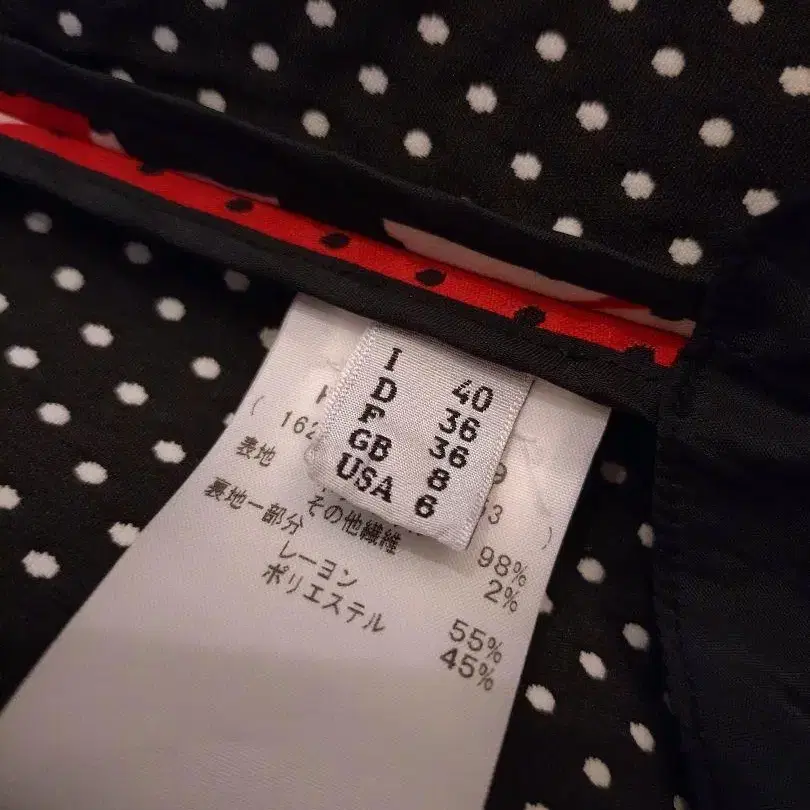 I 40
D 36
F 36
GB 8
USA 6
( 162
)
表地
その他繊維
98%
2%
裏地一部分
レーヨン 55%
ポリエステル 45%